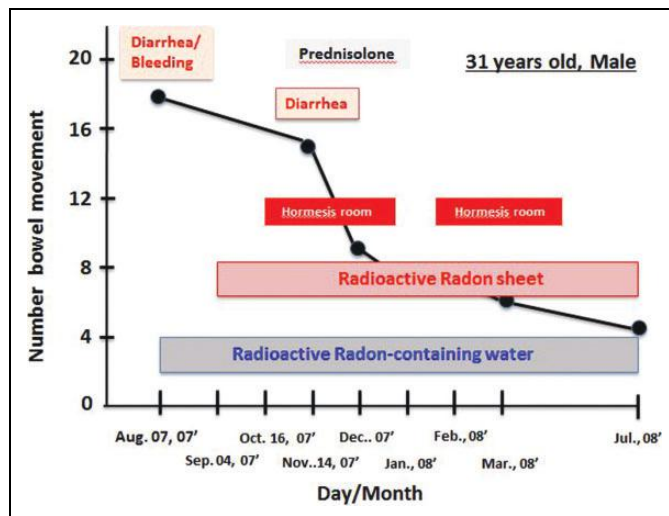 20
Diarrhea/
Bleeding
Prednisolone
31 years old, Male
Diarrhea
16
12
Hormesis room
Hormesis room
8
Radioactive Radon sheet
4
Radioactive Radon-containing water
0
Number bowel movement
Aug. 07, 07’
Oct. 16, 07’
Dec.. 07’
Feb., 08’
Jul., 08’
Sep. 04, 07’
Nov..14, 07’
Jan., 08’
Mar., 08’
Day/Month